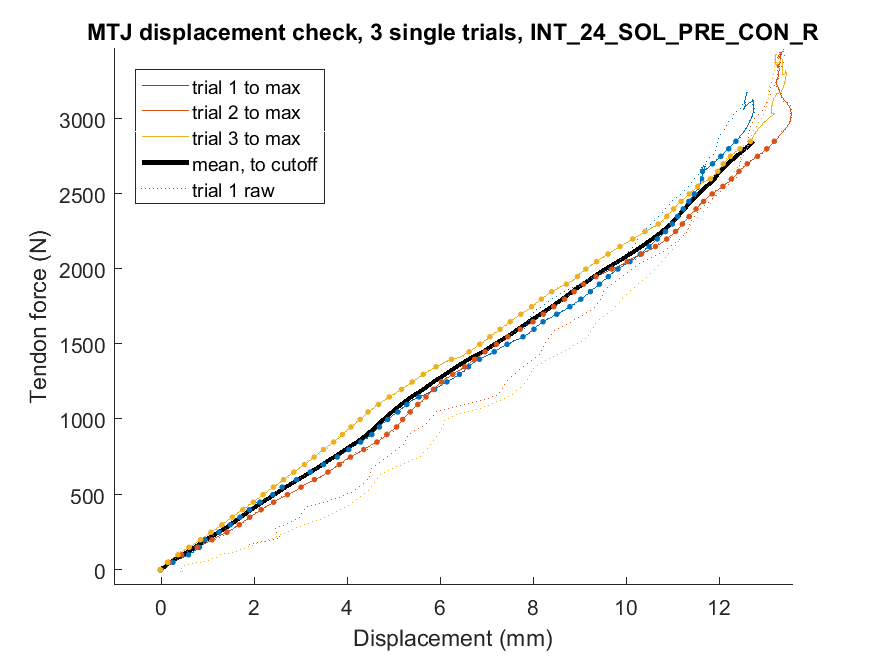 MTJ displacement check, 3 single trials, INT_24_SOL_PRE_CON_R
trial 1 to max
trial 2 to max
trial 3 to max
mean, to cutoff
trial 1 raw
3000
2500
2000
1500
1000
500
0
Tendon force (N)
0 2 4 6 8 10 12
Displacement (mm)